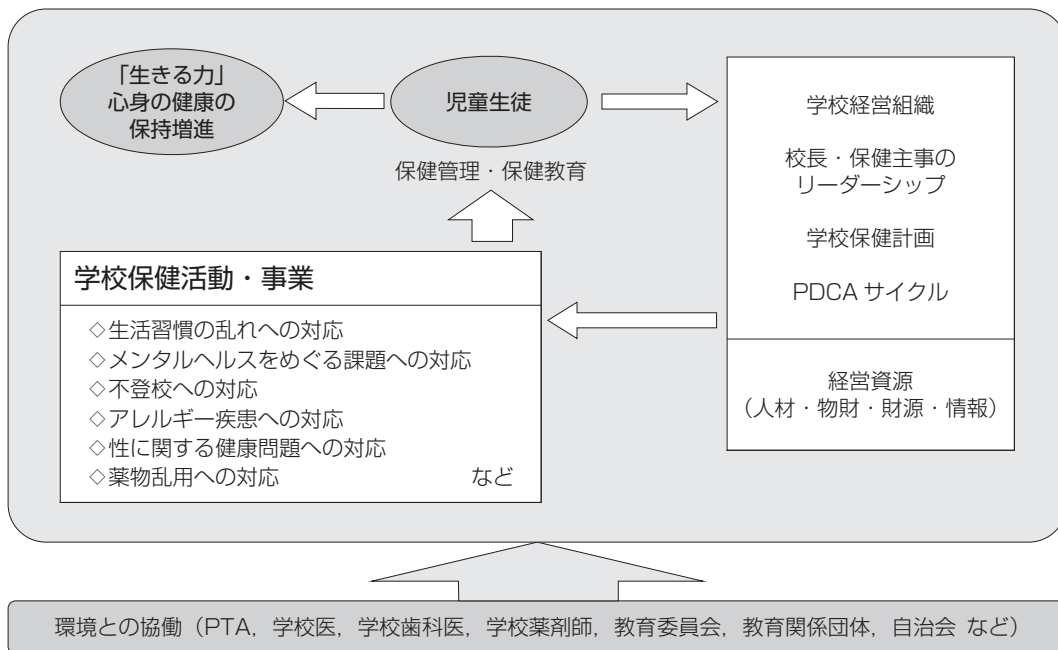 「生きる力」
心身の健康の
保持増進
児童生徒
保健管理・保健教育
学校経営組織
校長・保健主事の
リーダーシップ
学校保健計画
PDCA サイクル
経営資源
（人材・物財・財源・情報）
学校保健活動・事業
◇生活習慣の乱れへの対応
◇メンタルヘルスをめぐる課題への対応
◇不登校への対応
◇アレルギー疾患への対応
◇性に関する健康問題への対応
◇薬物乱用への対応 など
環境との協働（PTA，学校医，学校歯科医，学校薬剤師，教育委員会，教育関係団体，自治会 など）